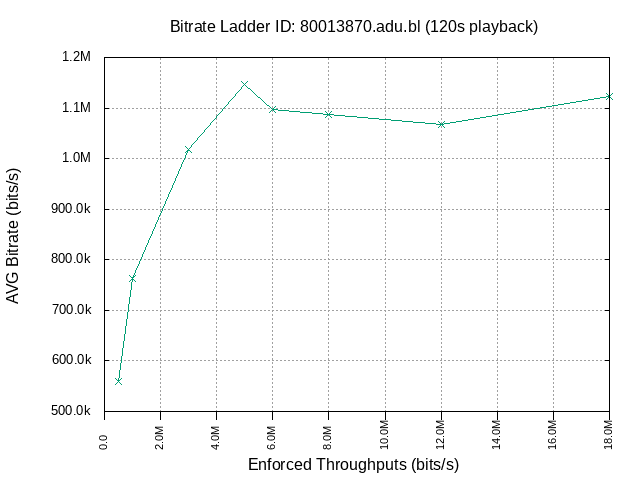 Bitrate Ladder ID: 80013870.adu.bl (120s playback)
1.2M
1.1M
1.0M
900.0k
800.0k
700.0k
600.0k
500.0k
AVG Bitrate (bits/s)
0.0 2.0M 4.0M 6.0M 8.0M 10.0M 12.0M 14.0M 16.0M 18.0M
Enforced Throughputs (bits/s)